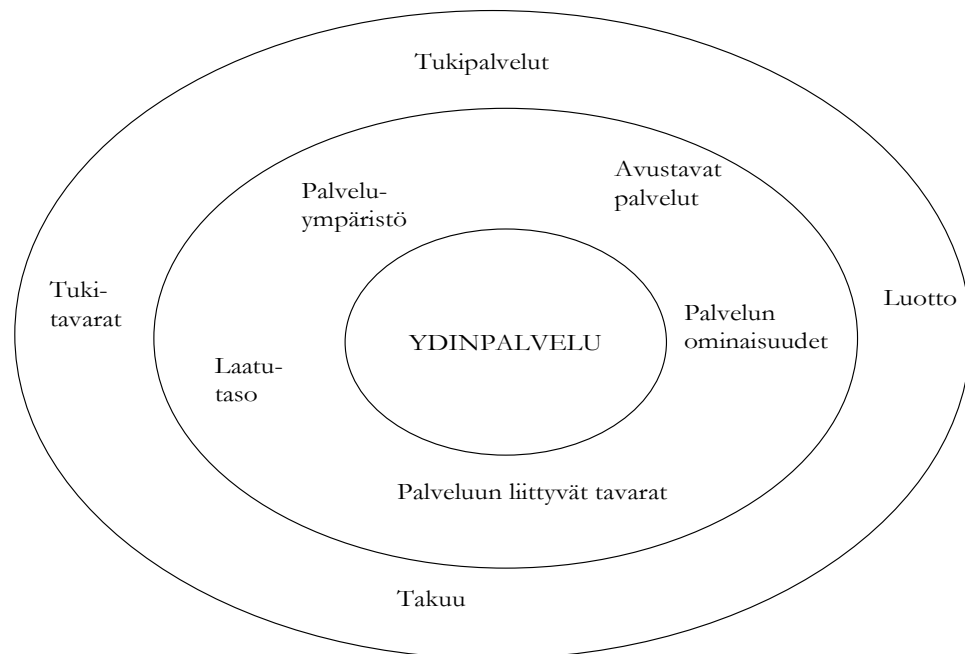 Tukipalvelut
Avustavat
palvelut
Palvelu-
ympäristö
Tuki-
tavarat
Luotto
Palvelun
ominaisuudet
YDINPALVELU
Laatu-
taso
Palveluun liittyvät tavarat
Takuu